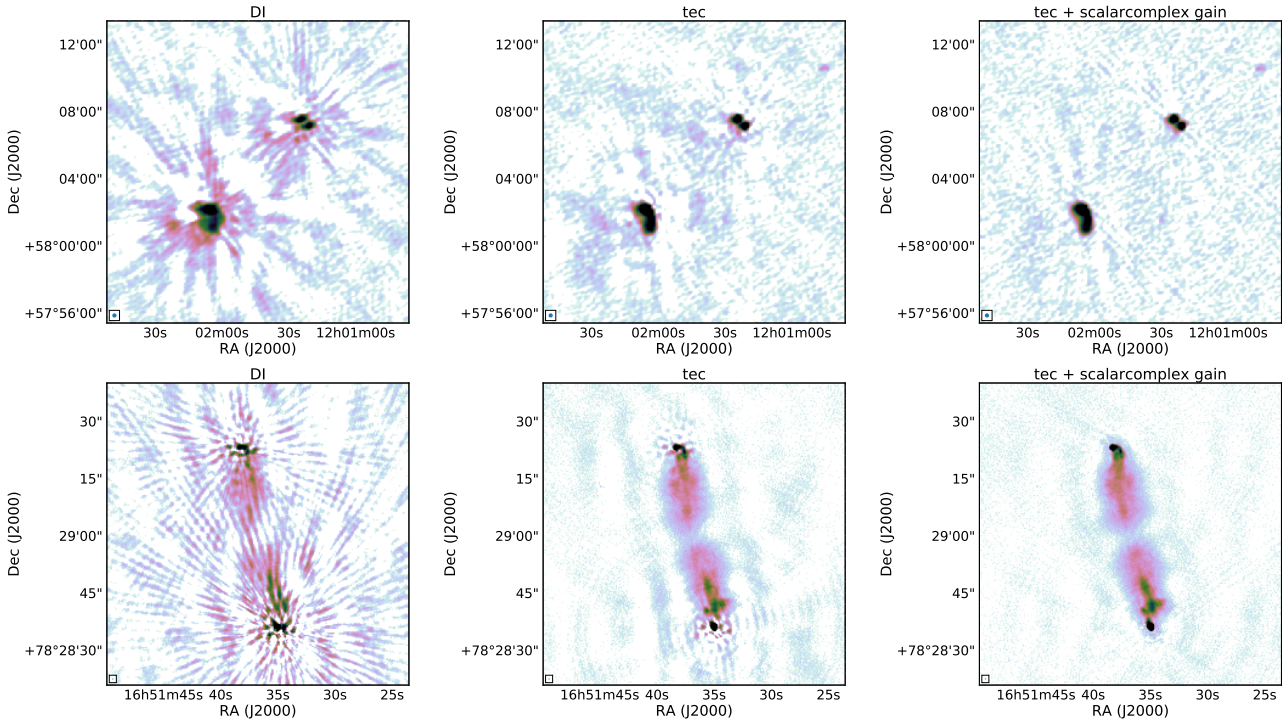 DI tec tec + scalarcomplex gain
12'00" 12'00" 12'00"
08'00" 08'00" 08'00"
Dec (J2000) Dec (J2000) Dec (J2000)
04'00" 04'00" 04'00"
+58°00'00" +58°00'00" +58°00'00"
+57°56'00" +57°56'00" +57°56'00"
30s 02m00s 30s 12h01m00s 30s 02m00s 30s 12h01m00s 30s 02m00s 30s 12h01m00s
RA (J2000) RA (J2000) RA (J2000)
DI tec tec + scalarcomplex gain
30" 30" 30"
15" 15" 15"
Dec (J2000) Dec (J2000) Dec (J2000)
29'00" 29'00" 29'00"
45" 45" 45"
+78°28'30" +78°28'30" +78°28'30"
16h51m45s 40s 35s 30s 25s 16h51m45s 40s 35s 30s 25s 16h51m45s 40s 35s 30s 25s
RA (J2000) RA (J2000) RA (J2000)